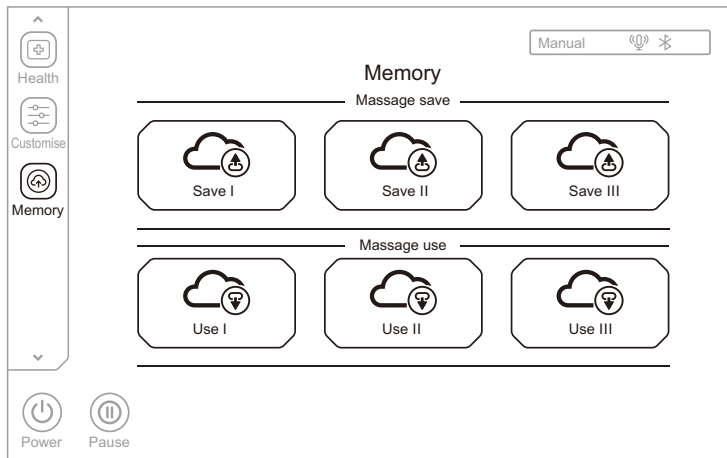 Health
Customise
Memory
Manual
Memory
Massage save
Save I
Save II
Save III
Massage use
Use I
Use II
Use III
Power
Pause